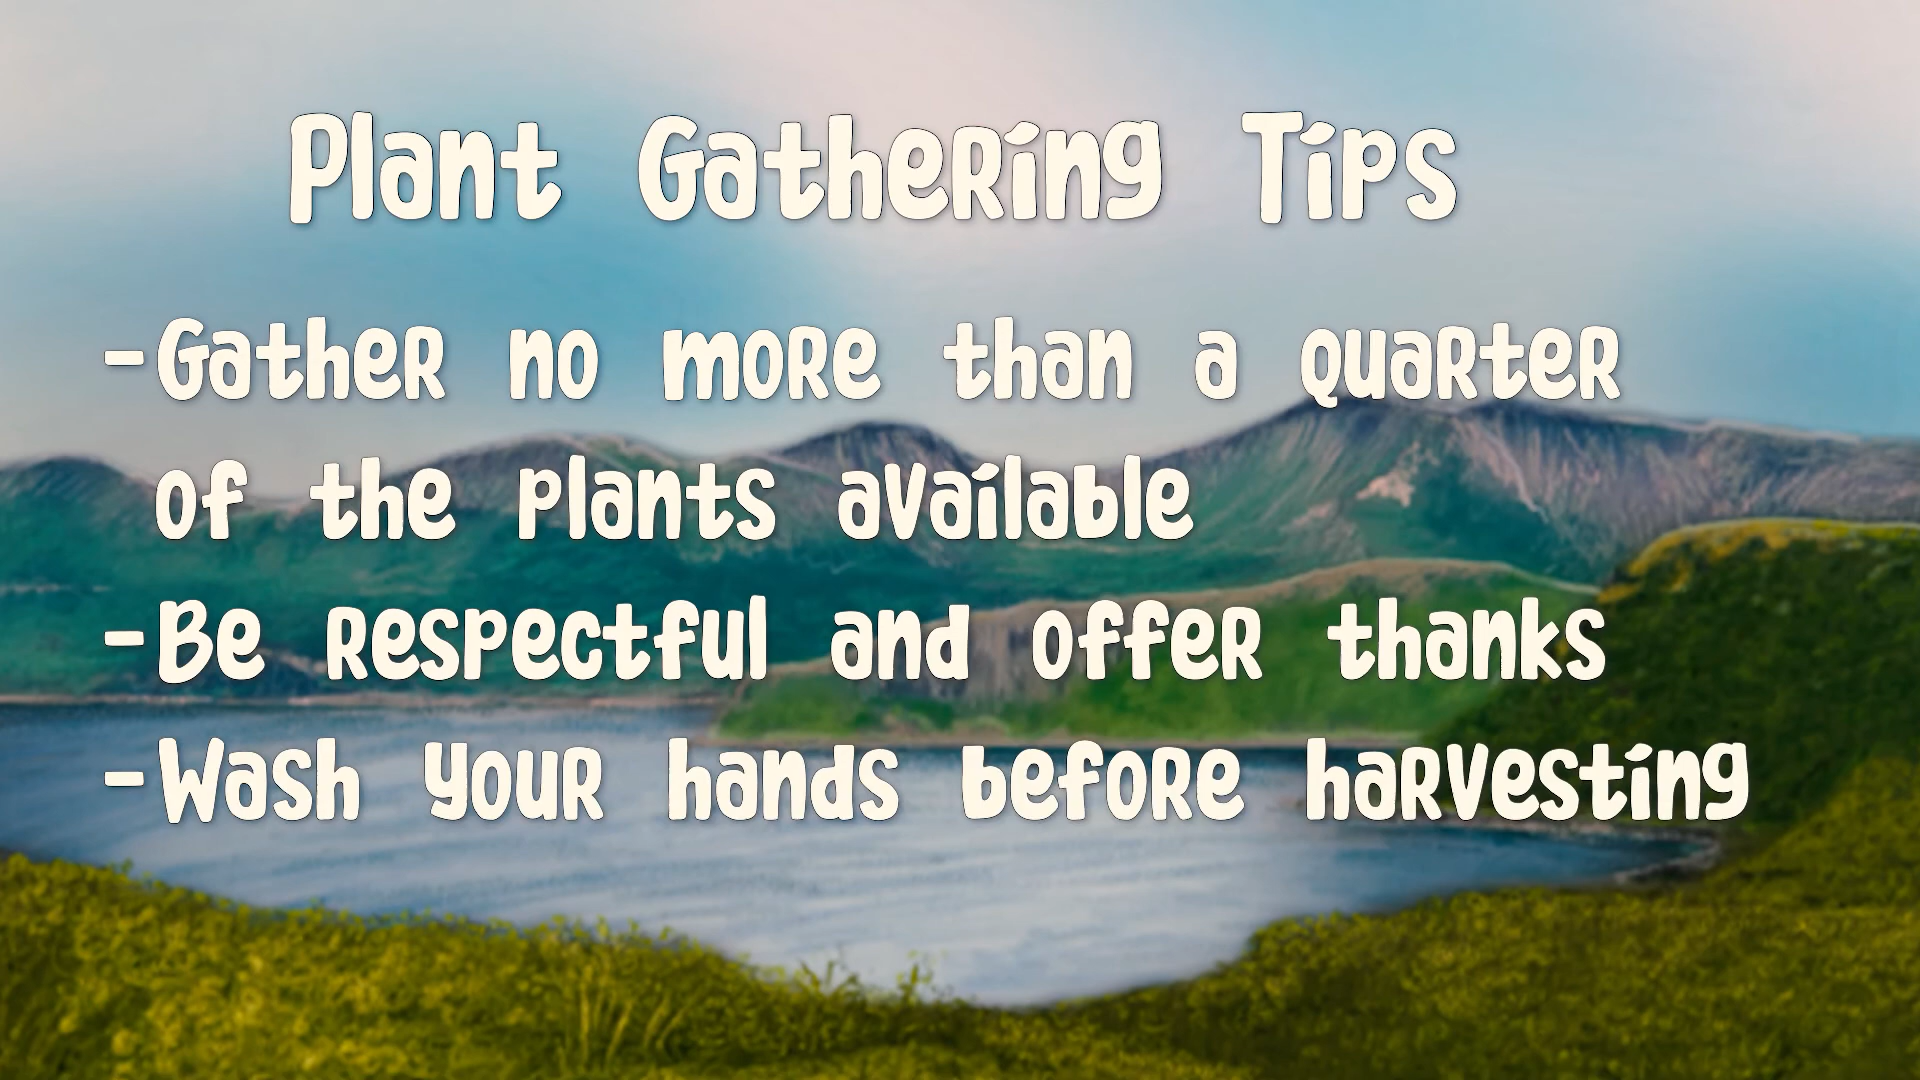 Plant Gathering Tips
-Gather no more than a quarter
of the plants available
-Be respectful and offer thanks
-Wash your hands before harvesting